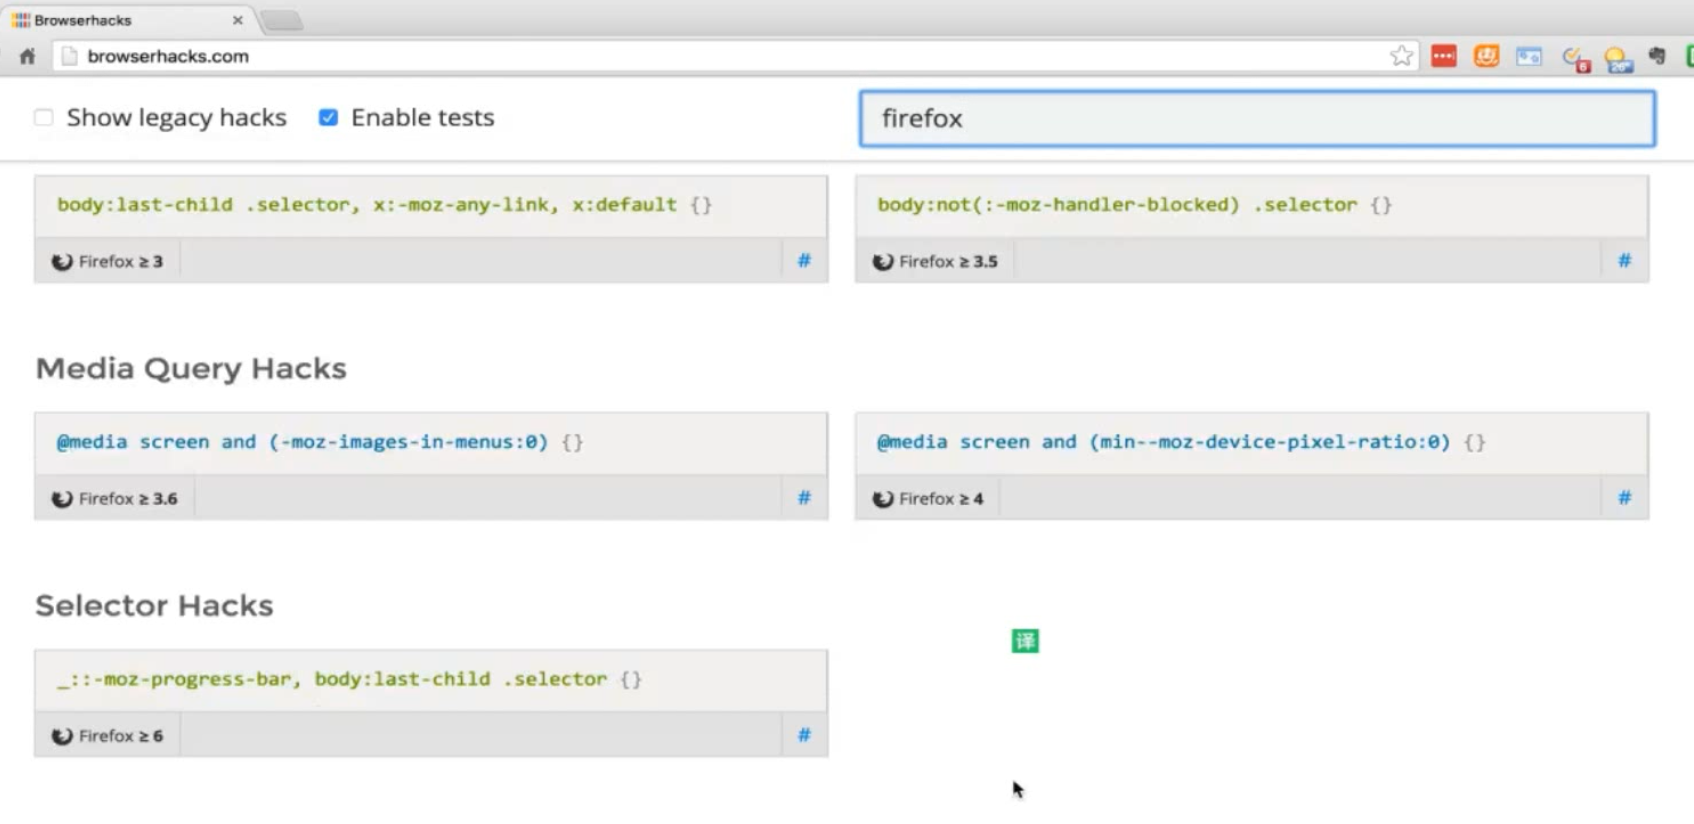 Browserhacks
browserhacks.com
Show legacy hacks
Enable tests
firefox
body:last-child .selector, x:-moz-any-link, x:default {}
Firefox ≥ 3
#
body:not(:-moz-handler-blocked) .selector {}
Firefox ≥ 3.5
#
Media Query Hacks
@media screen and (-moz-images-in-menus:0) {}
Firefox ≥ 3.6
#
@media screen and (min--moz-device-pixel-ratio:0) {}
Firefox ≥ 4
#
Selector Hacks
译
_::-moz-progress-bar, body:last-child .selector {}
Firefox ≥ 6
#